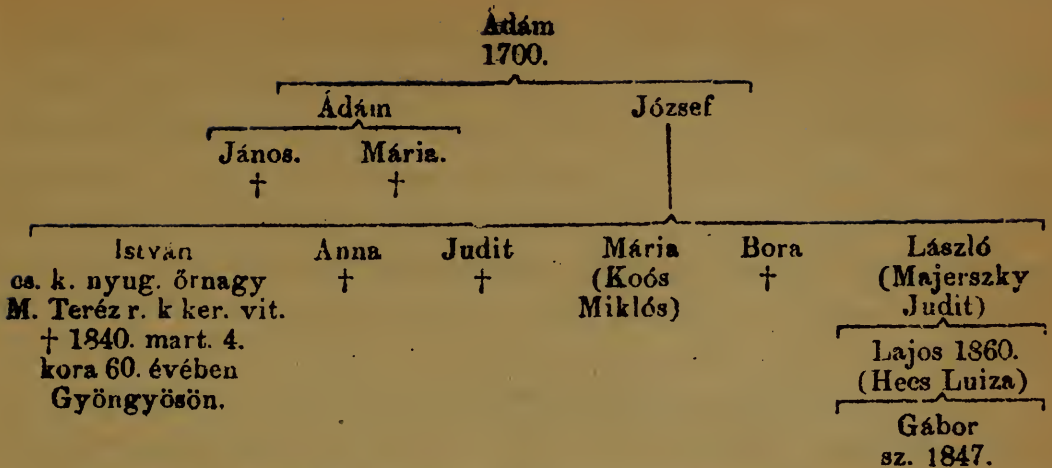 Ádám
1700.
Ádám József
János. Mária.
† †
István Anna Judit Mária Bora László
cs. k. nyug. őrnagy † † (Koós † (Majerszky
M. Teréz r. k ker. vit. Miklós) Judit)
† 1840. mart. 4. Lajos 1860.
kora 60. évében (Hecs Luiza)
Gyöngyösön. Gábor
sz. 1847.